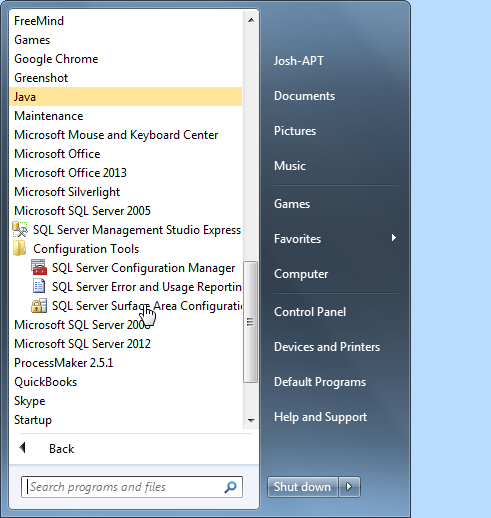 FreeMind
Games
Google Chrome
Greenshot
Java
Maintenance
Microsoft Mouse and Keyboard Center
Microsoft Office
Microsoft Office 2013
Microsoft Silverlight
Microsoft SQL Server 2005
SQL Server Management Studio Express
Configuration Tools
SQL Server Configuration Manager
SQL Server Error and Usage Reportin
SQL Server Surface Area Configurati
Microsoft SQL Server 2008
Microsoft SQL Server 2012
ProcessMaker 2.5.1
QuickBooks
Skype
Startup
Back
Search programs and files
Josh-APT
Documents
Pictures
Music
Games
Favorites
Computer
Control Panel
Devices and Printers
Default Programs
Help and Support
Shut down